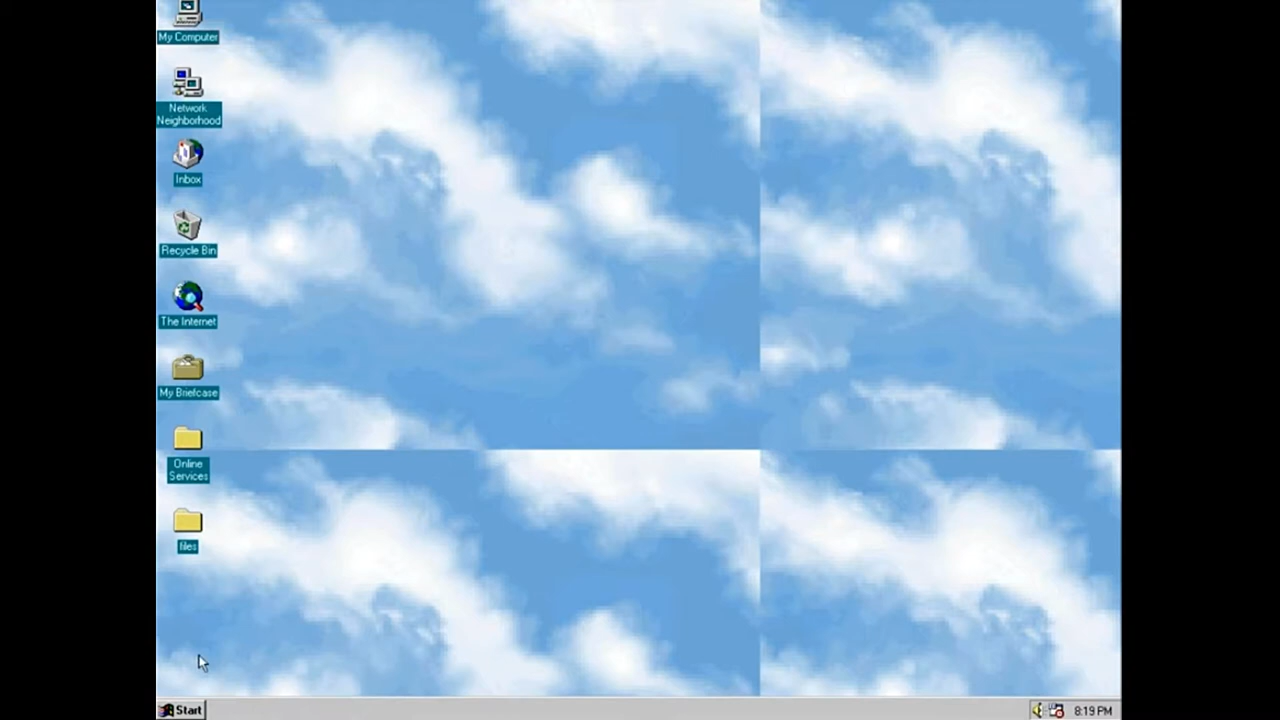 My Computer
Network
Neighborhood
Inbox
Recycle Bin
The Internet
My Briefcase
Online
Services
files
Start
8:19 PM